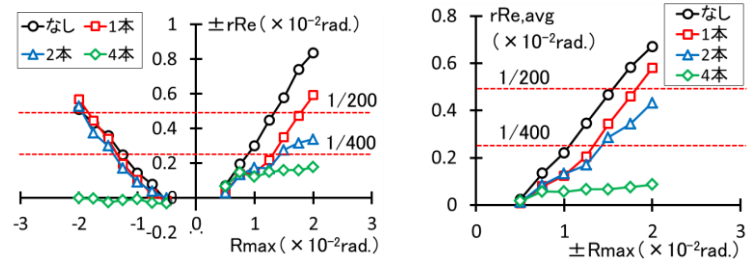 なし 1本
2本 4本
±rRe(×10⁻²rad.)
1
0.8
0.6
0.4
0.2
0
-0.2
1/200
1/400
-3 -2 -1 0 1 2 3
Rmax(×10⁻²rad.)
rRe,avg
(×10⁻²rad.)
なし
1本
2本
4本
0.8
0.6
0.4
0.2
0
1/200
1/400
0 1 2 3
±Rmax(×10⁻²rad.)